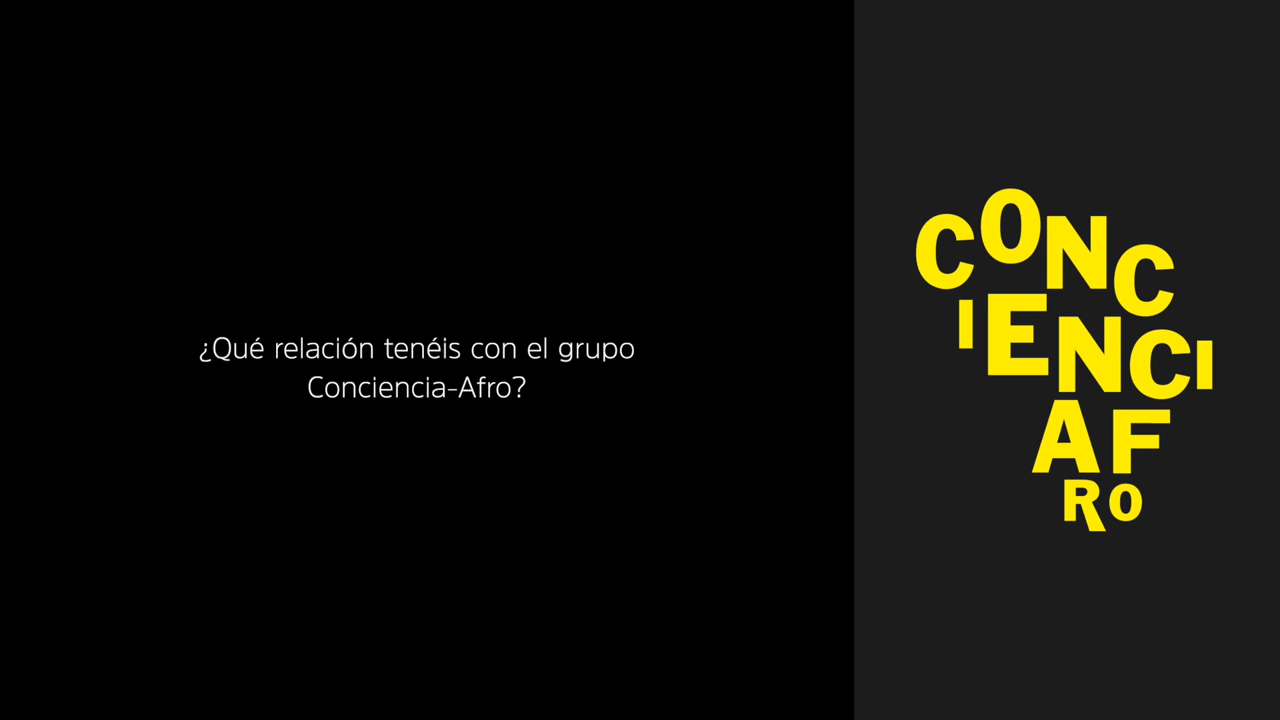 ¿Qué relación tenéis con el grupo
Conciencia-Afro?
CONC
IENCI
AF
RO